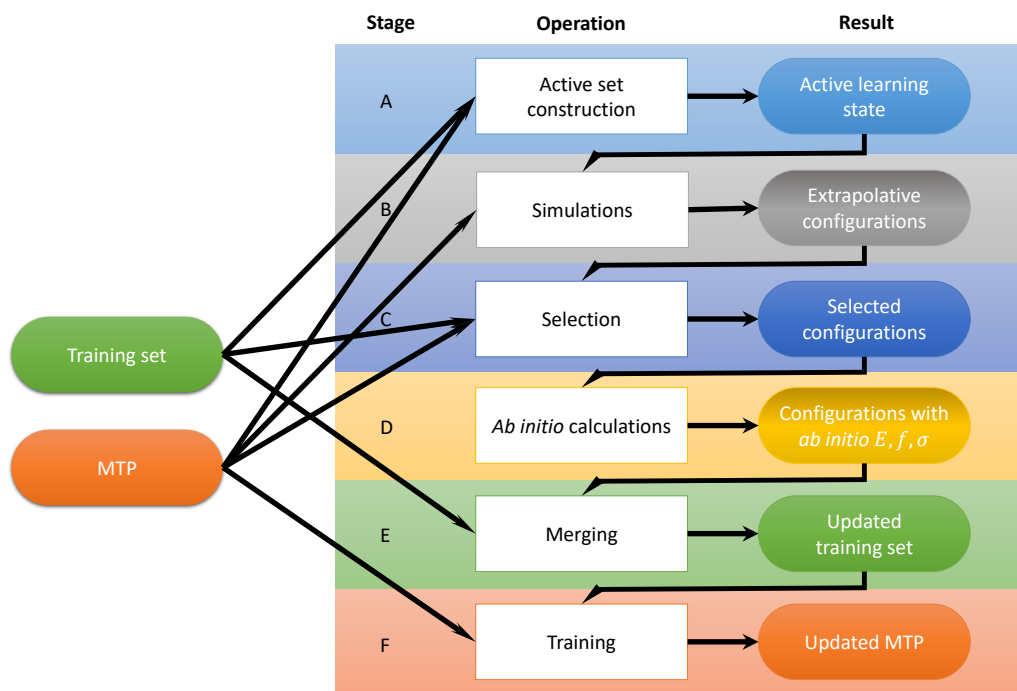 Stage Operation Result
A
Active set
construction
Active learning
state
B
Simulations
Extrapolative
configurations
C
Selection
Selected
configurations
Training set
MTP
D
Ab initio calculations
Configurations with
ab initio E, f, σ
E
Merging
Updated
training set
F
Training
Updated MTP